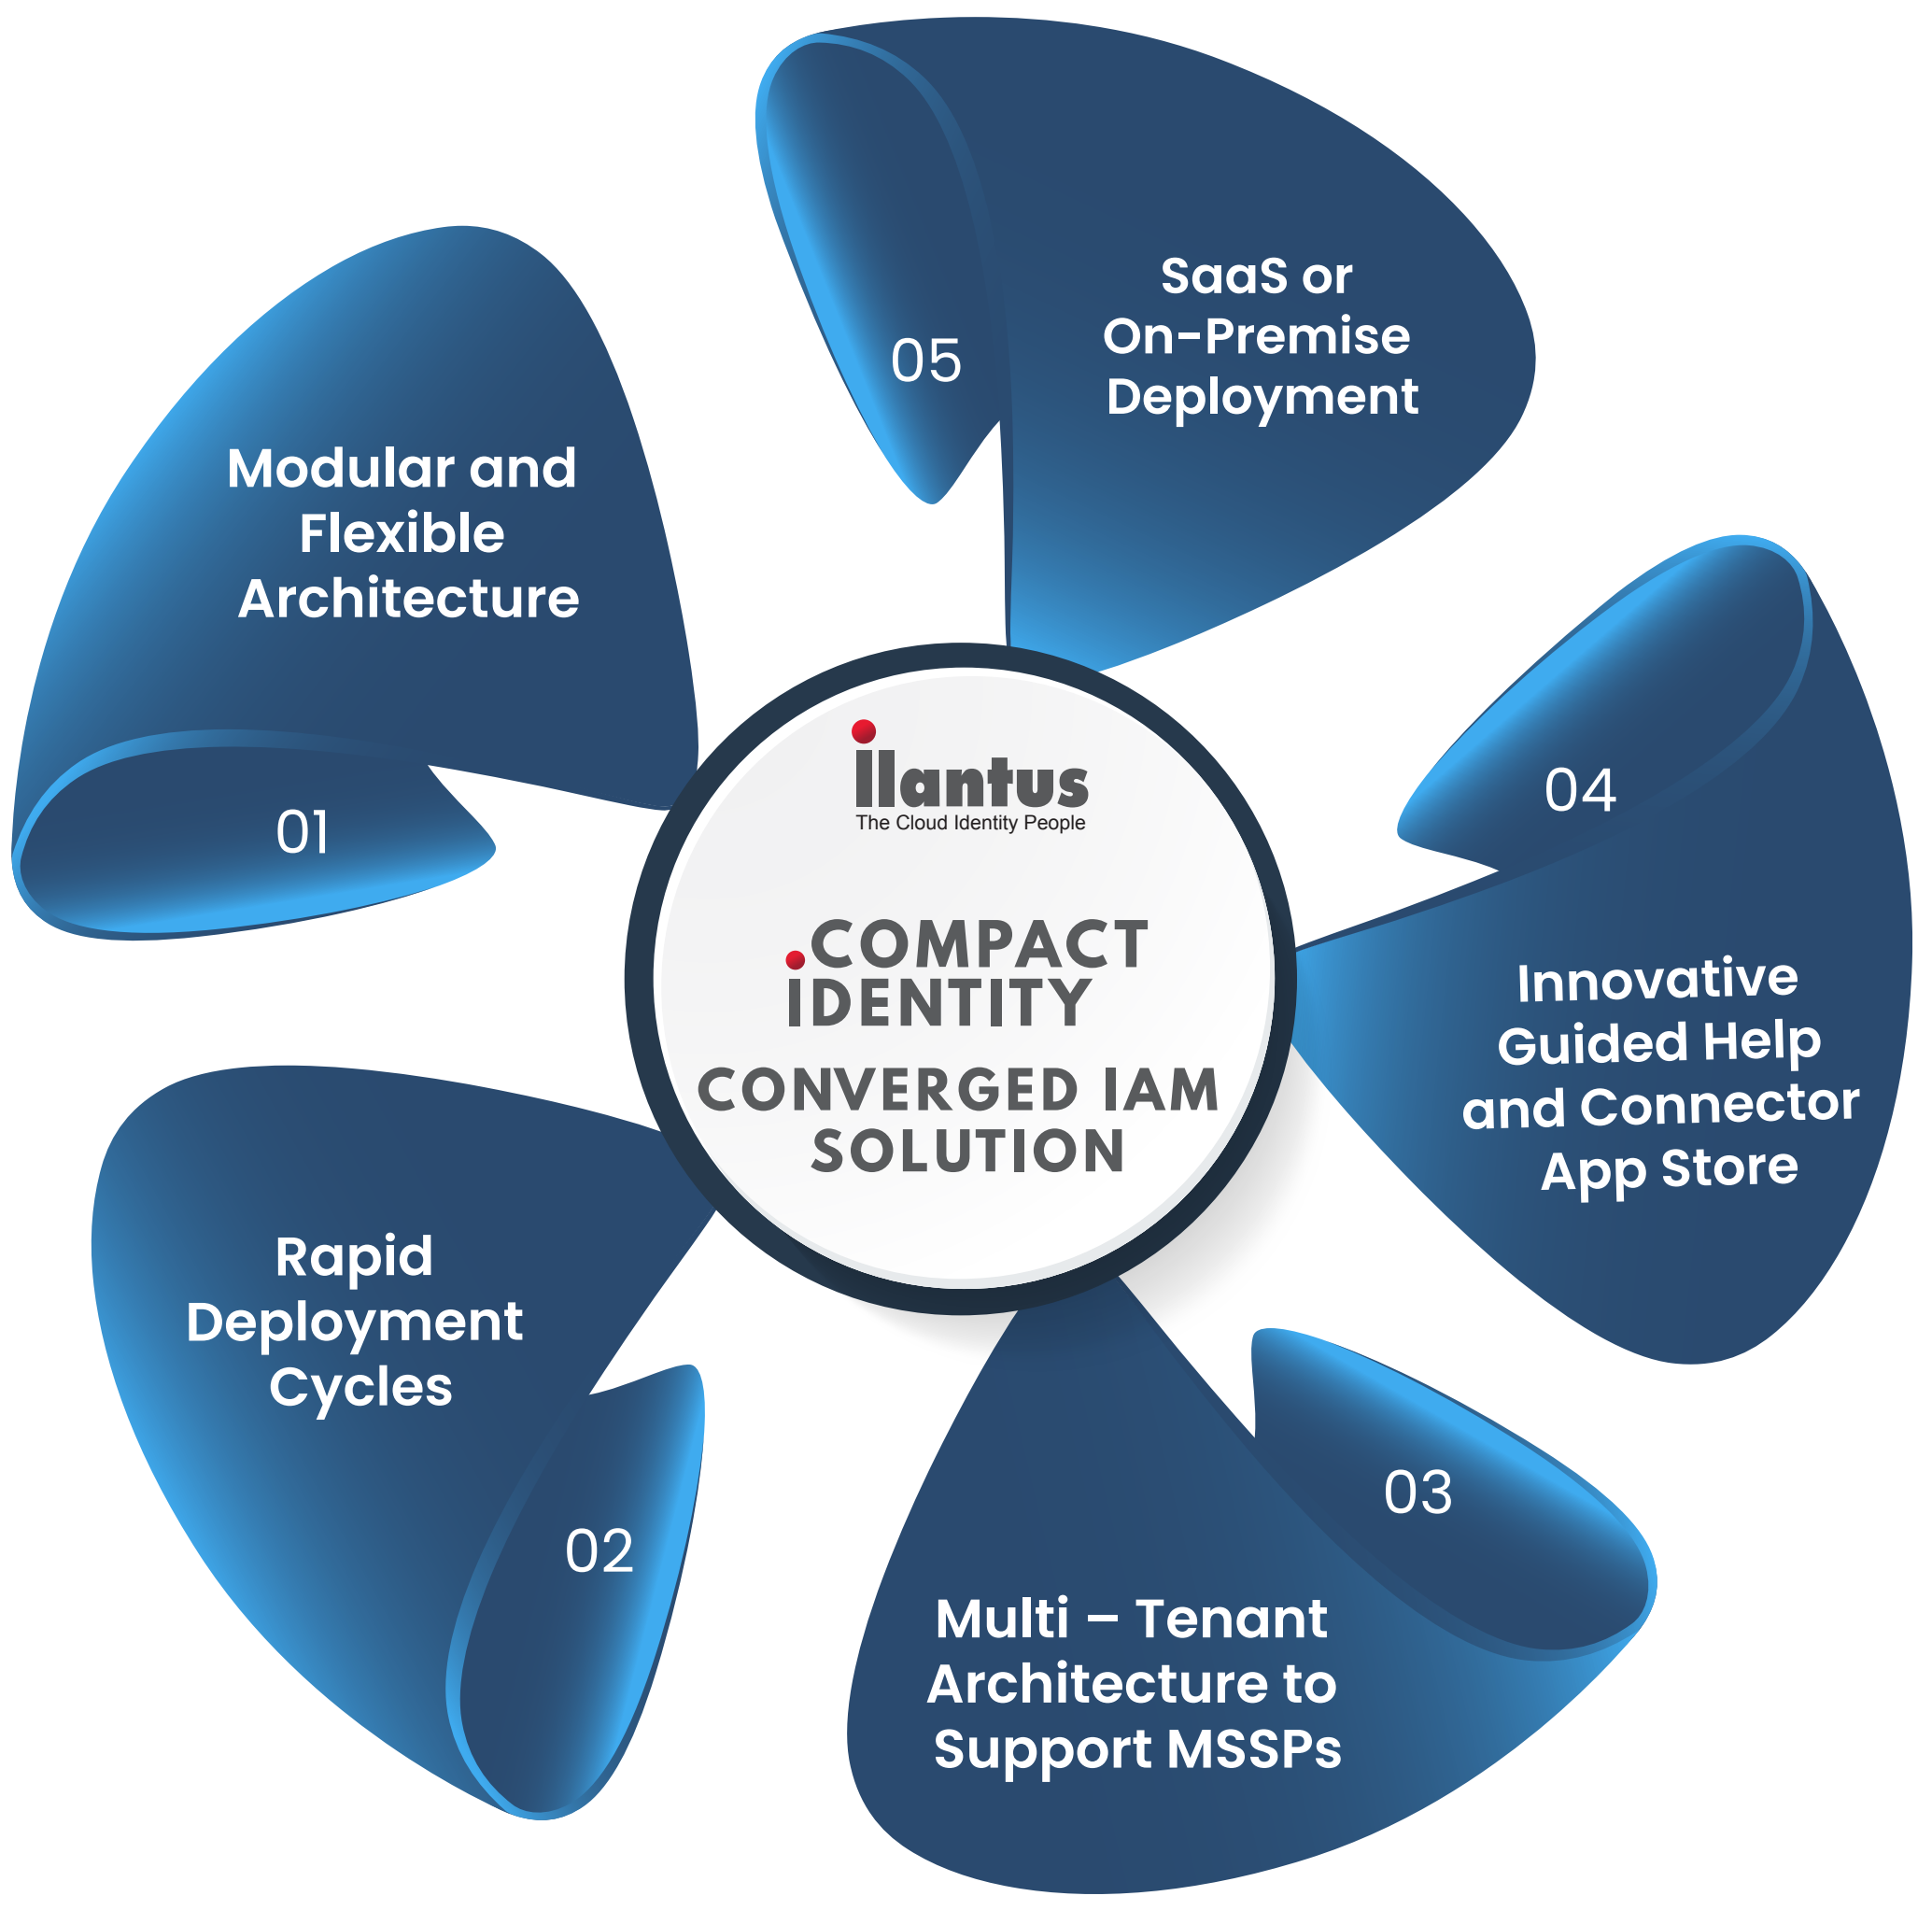 ilantus
The Cloud Identity People
.COMPACT
IDENTITY
CONVERGED IAM
SOLUTION
01
Modular and
Flexible
Architecture
02
Rapid
Deployment
Cycles
03
Multi – Tenant
Architecture to
Support MSSPs
04
Innovative
Guided Help
and Connector
App Store
05
SaaS or
On-Premise
Deployment